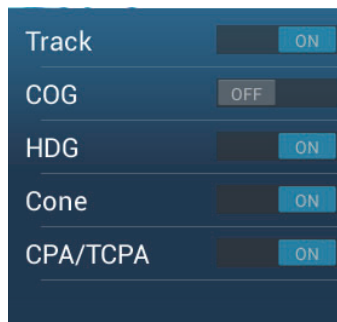 Track ON
COG OFF
HDG ON
Cone ON
CPA/TCPA ON